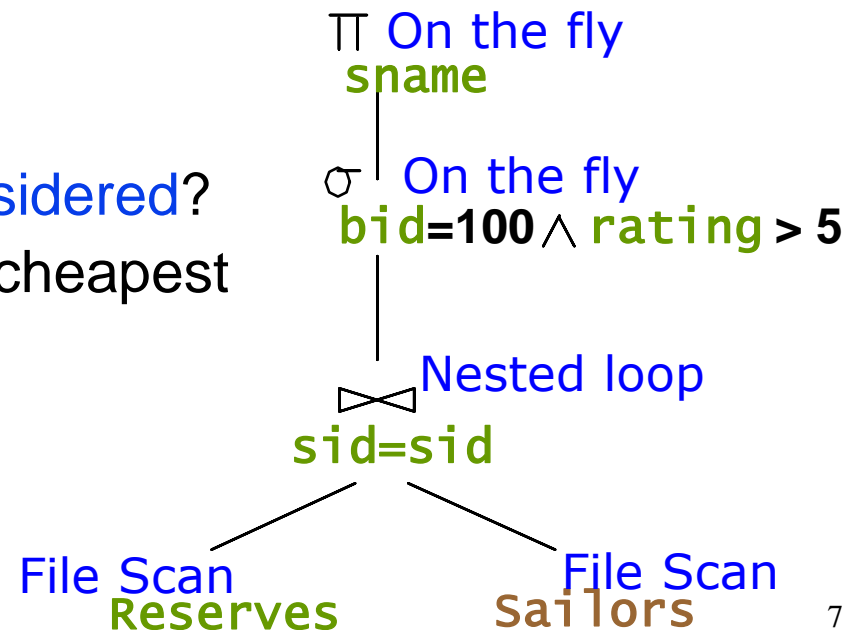 π On the fly
sname
sidered?
σ On the fly
bid=100 ∧ rating > 5
cheapest
Nested loop
⋈
sid=sid
File Scan File Scan
Reserves Sailors 7